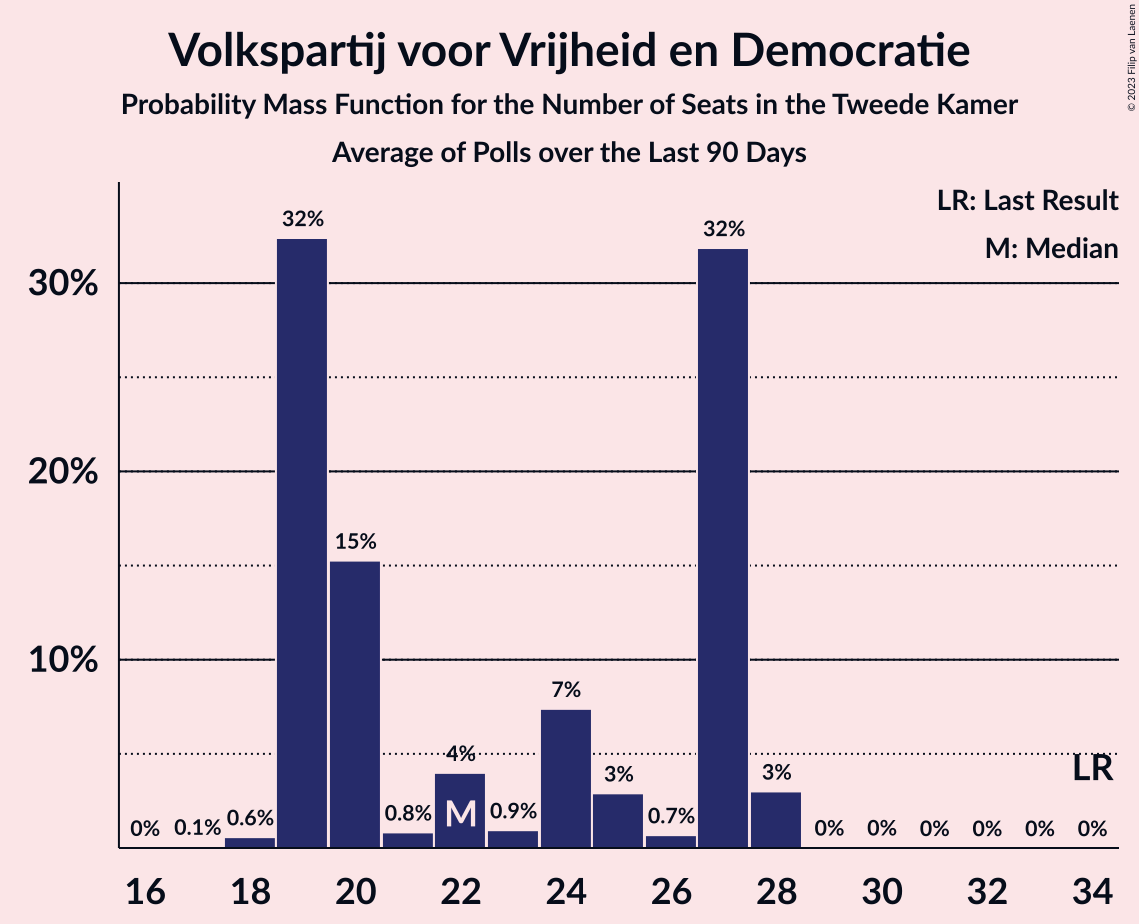 Volkspartij voor Vrijheid en Democratie
Probability Mass Function for the Number of Seats in the Tweede Kamer
Average of Polls over the Last 90 Days
© 2023 Filip van Laenen
LR: Last Result
M: Median
30%
20%
10%
0%
0.1%
0.6%
32%
15%
0.8%
4%
M
0.9%
7%
3%
0.7%
32%
3%
0%
0%
0%
0%
0%
0%
LR
16 18 20 22 24 26 28 30 32 34